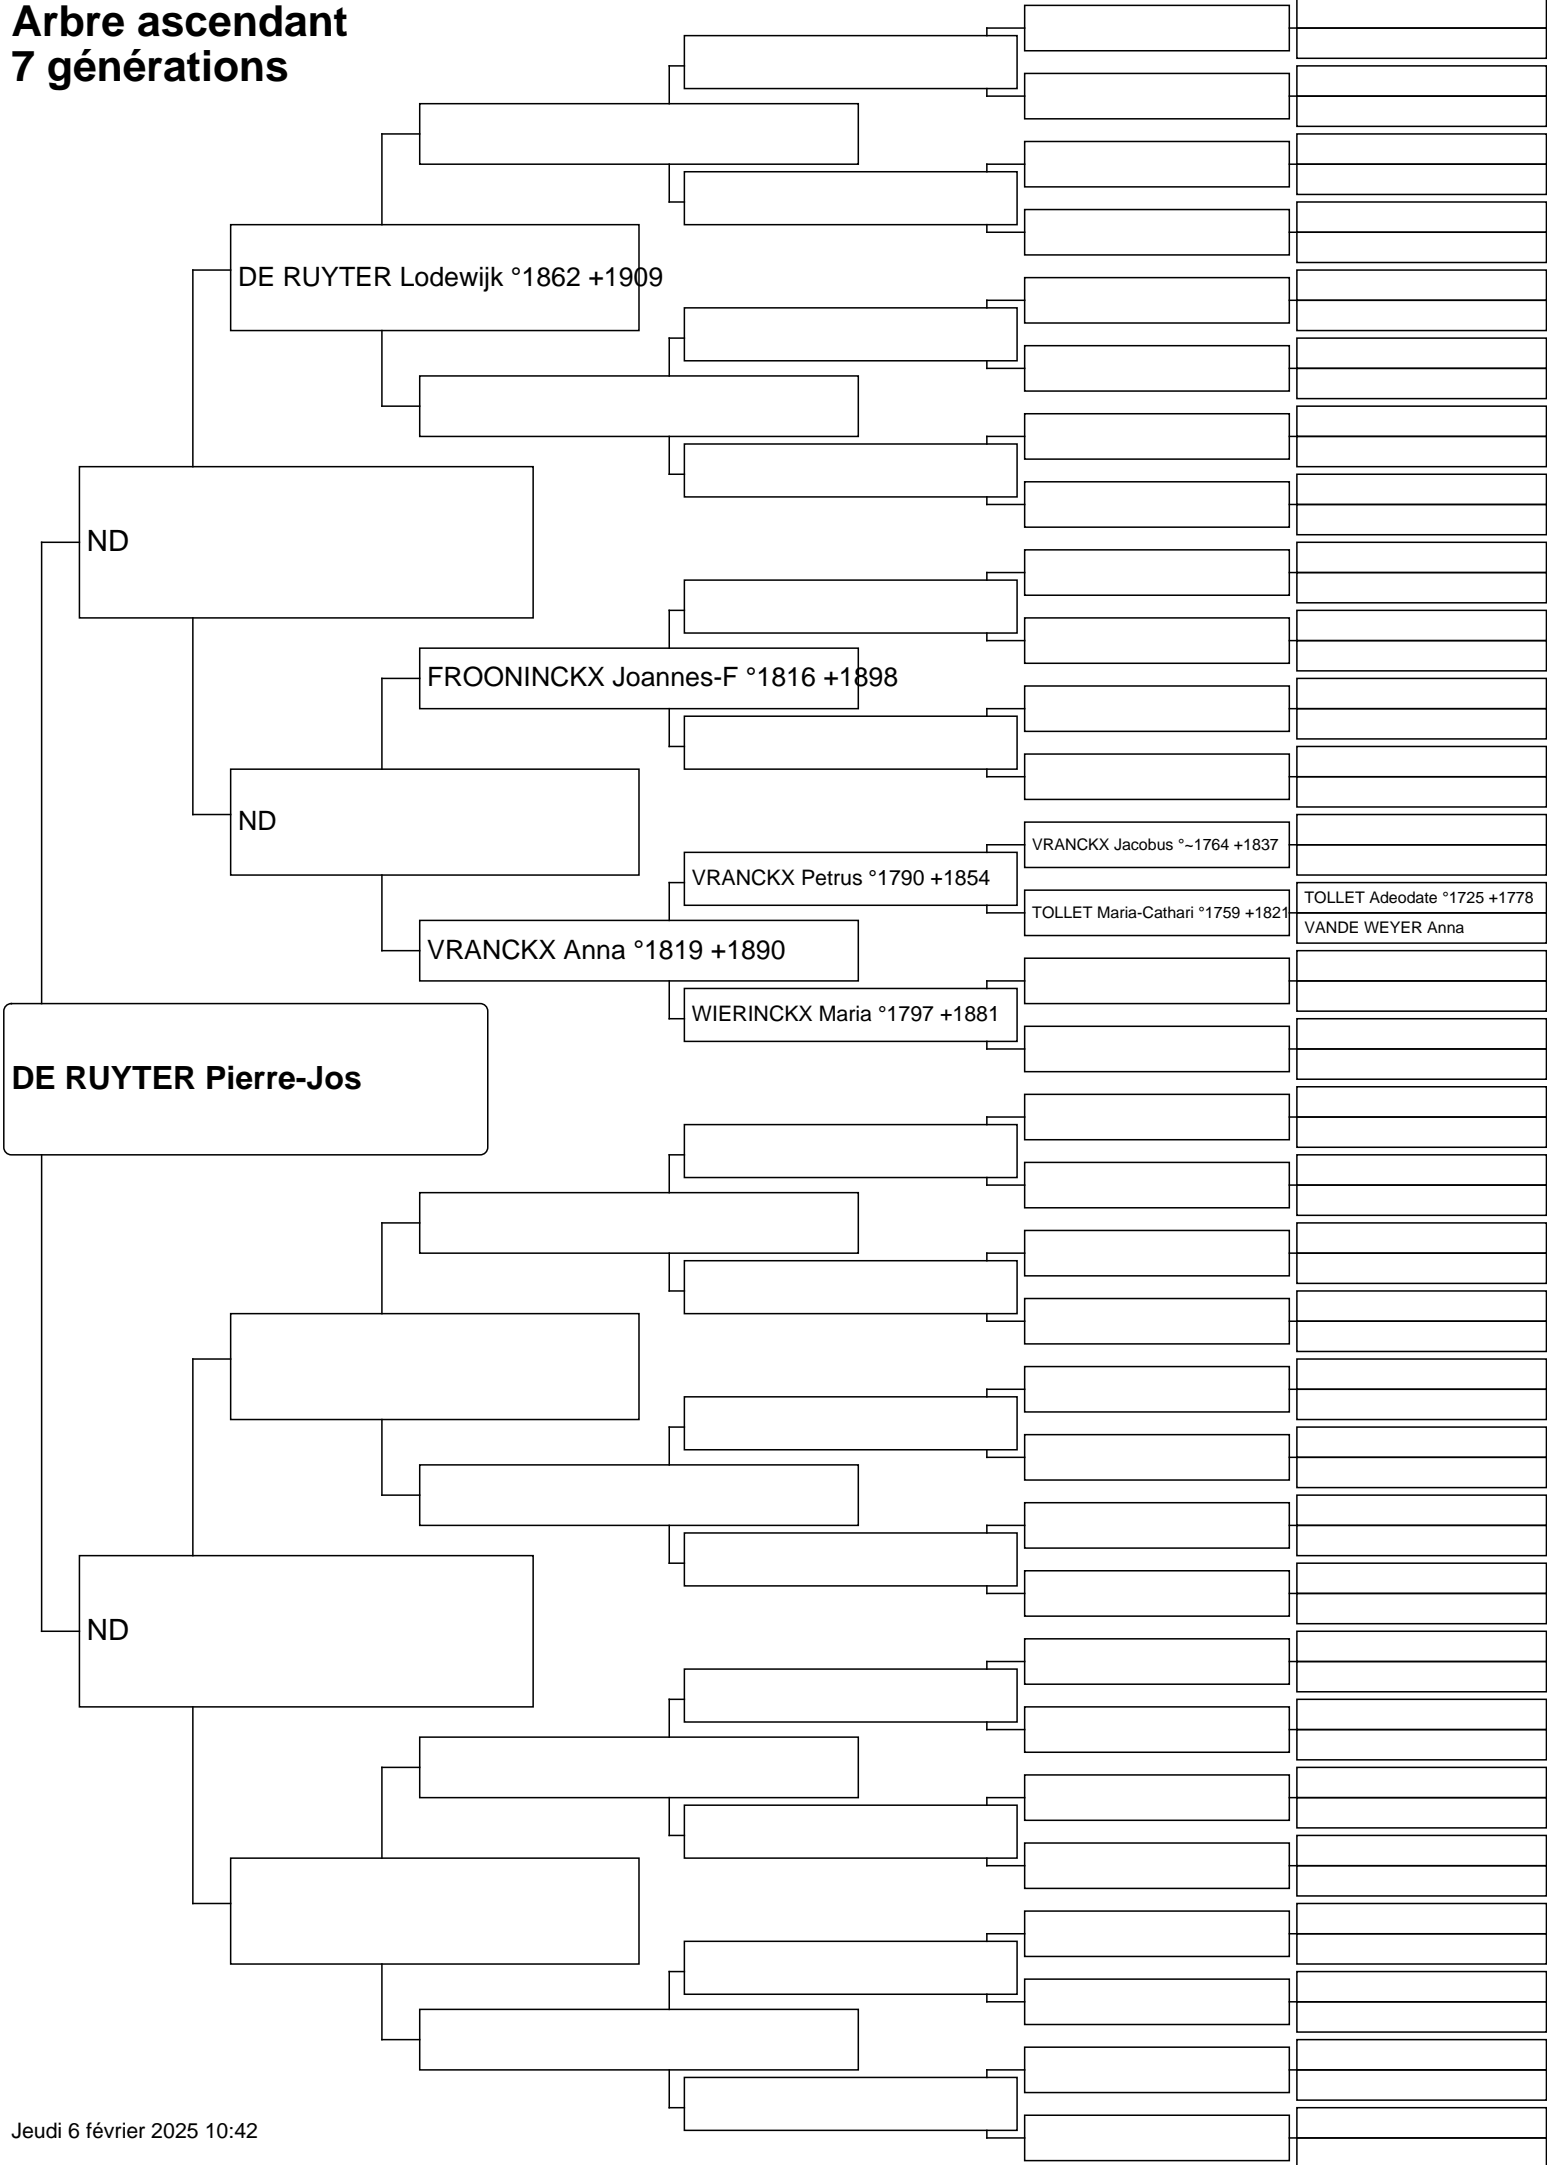 Arbre ascendant
7 générations
DE RUYTER Lodewijk °1862 +1909
ND
FROONINCKX Joannes-F °1816 +1898
ND
VRANCKX Jacobus °~1764 +1837
VRANCKX Petrus °1790 +1854
TOLLET Adeodate °1725 +1778
TOLLET Maria-Cathari °1759 +1821
VANDE WEYER Anna
VRANCKX Anna °1819 +1890
WIERINCKX Maria °1797 +1881
DE RUYTER Pierre-Jos
ND
Jeudi 6 février 2025 10:42